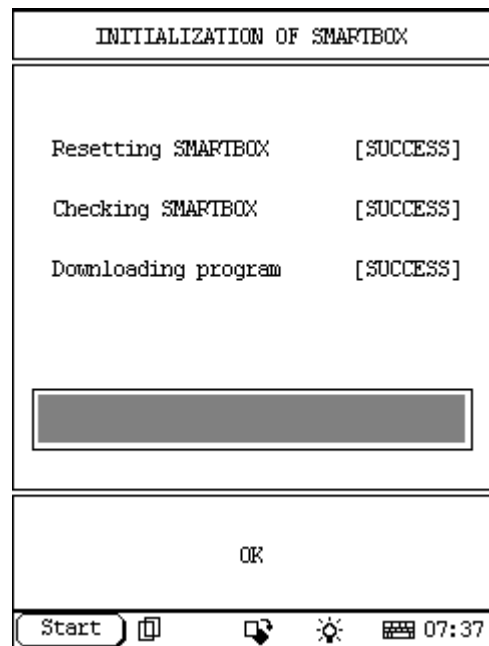 INITIALIZATION OF SMARTBOX
Resetting SMARTBOX [SUCCESS]
Checking SMARTBOX [SUCCESS]
Downloading program [SUCCESS]
OK
Start 07:37